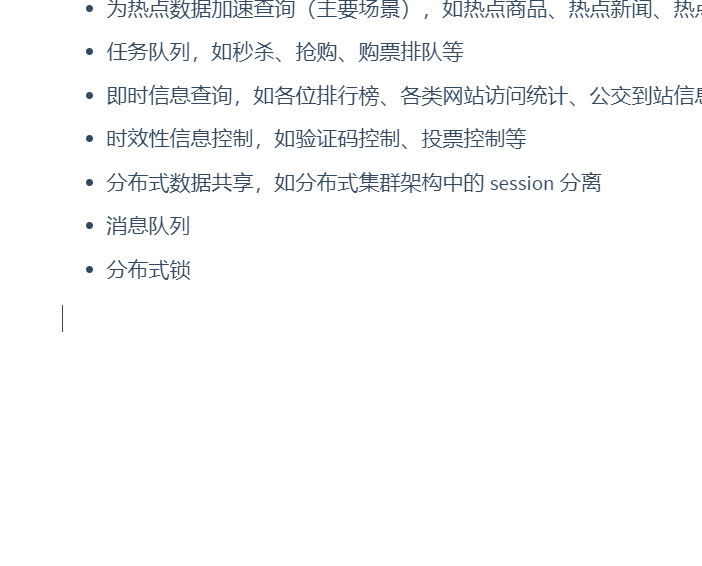 为热点数据加速查询（主要场景），如热点商品、热点新闻、热点
任务队列，如秒杀、抢购、购票排队等
即时信息查询，如各位排行榜、各类网站访问统计、公交到站信息
时效性信息控制，如验证码控制、投票控制等
分布式数据共享，如分布式集群架构中的 session 分离
消息队列
分布式锁